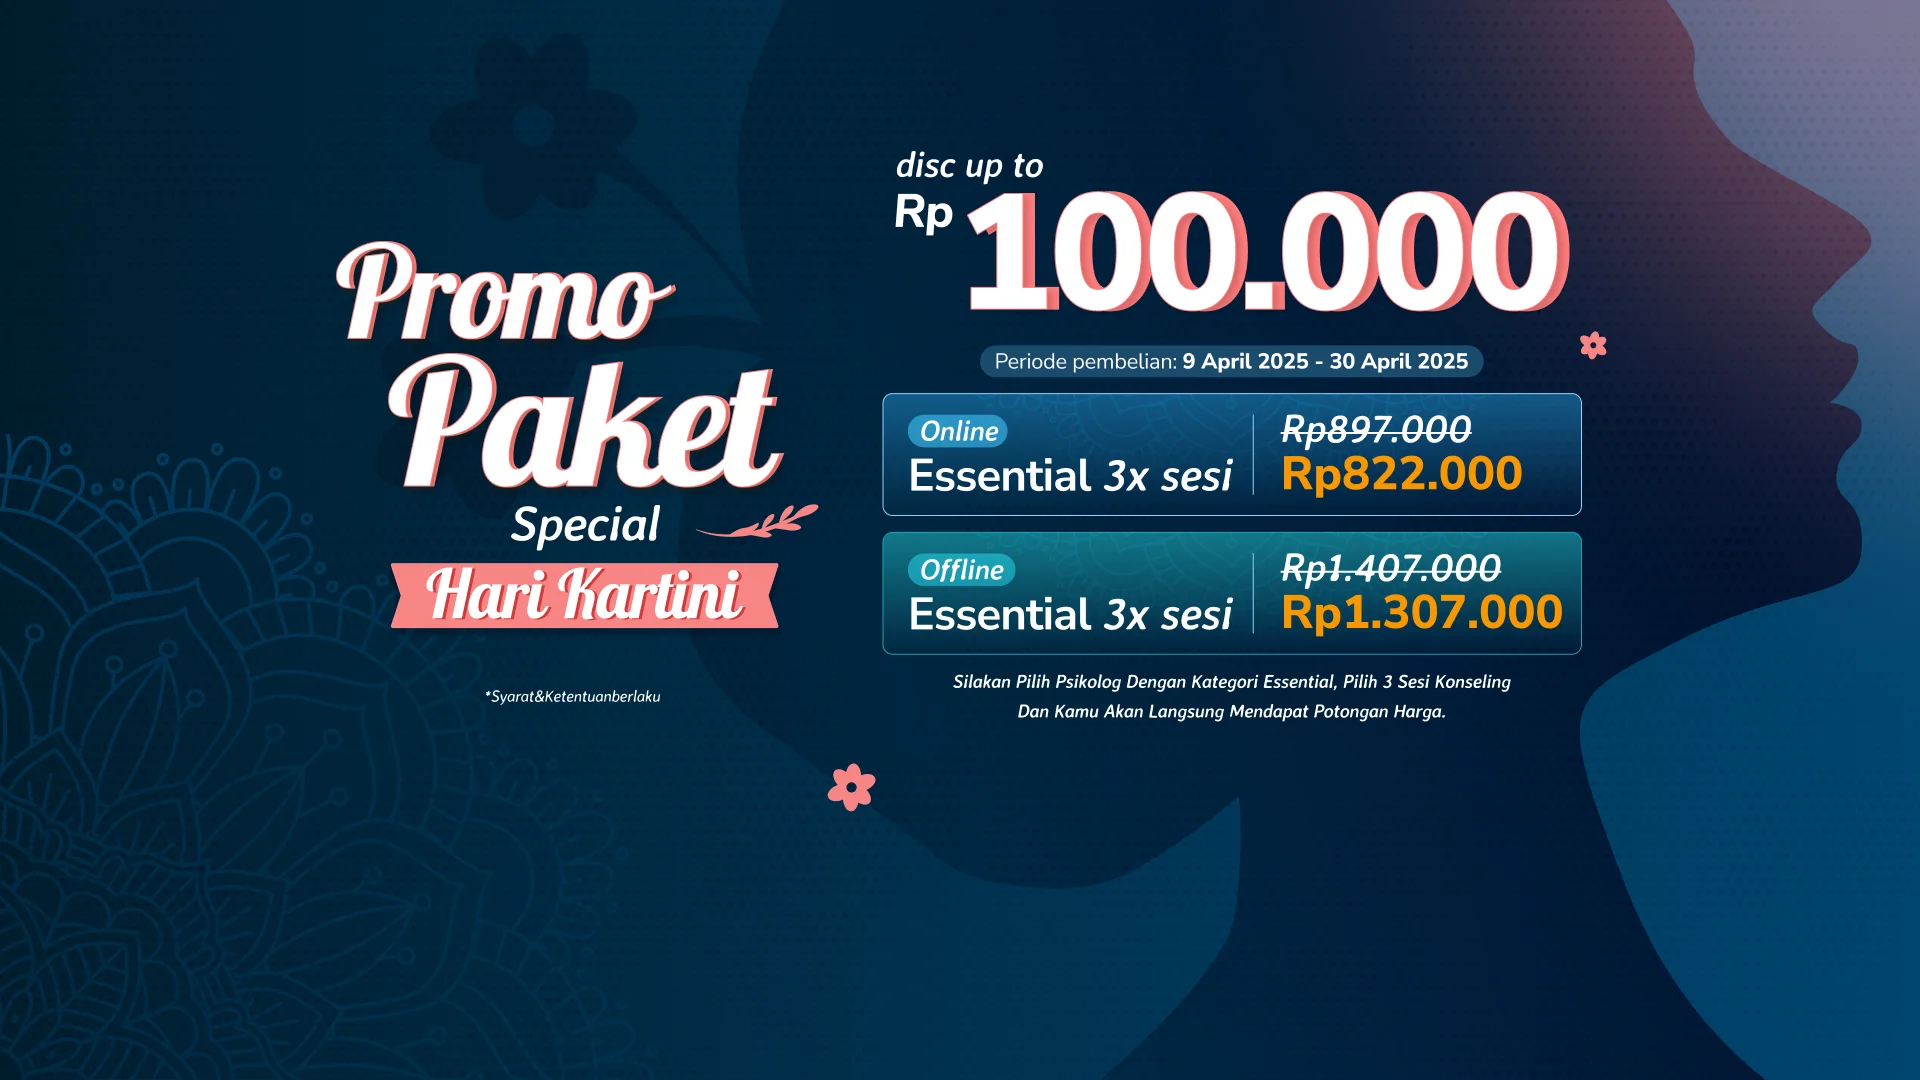 Promo
Paket
Special
Hari Kartini
*Syarat&Ketentuanberlaku
disc up to
Rp 100.000
Periode pembelian: 9 April 2025 - 30 April 2025
Online
Essential 3x sesi
Rp897.000
Rp822.000
Offline
Essential 3x sesi
Rp1.407.000
Rp1.307.000
Silakan Pilih Psikolog Dengan Kategori Essential, Pilih 3 Sesi Konseling
Dan Kamu Akan Langsung Mendapat Potongan Harga.